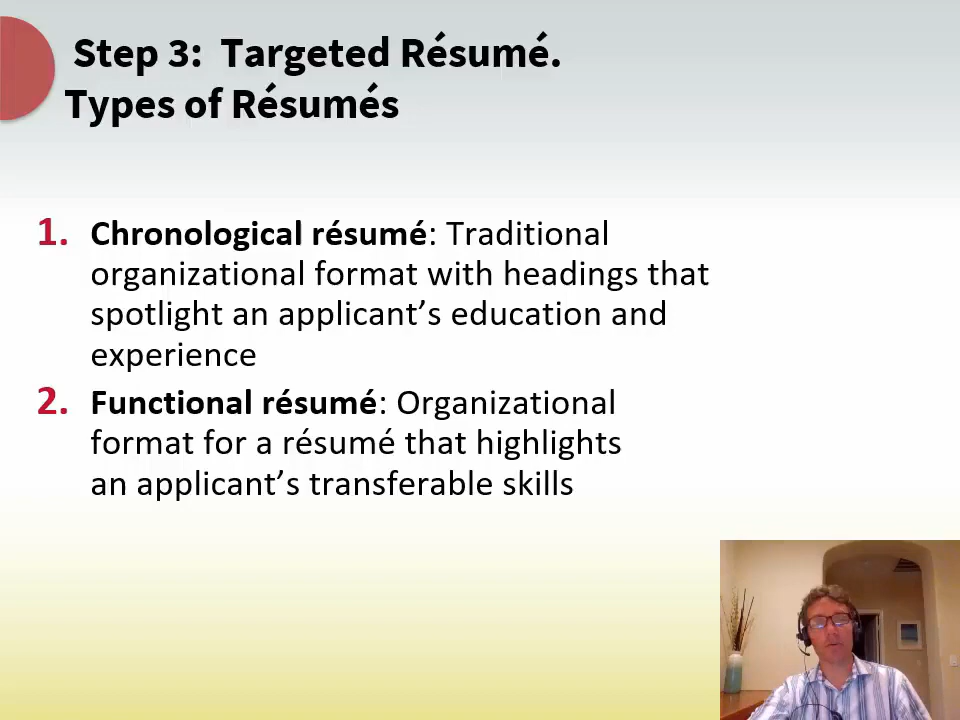 Step 3:  Targeted Résumé.
Types of Résumés
1. Chronological résumé: Traditional
organizational format with headings that
spotlight an applicant’s education and
experience
2. Functional résumé: Organizational
format for a résumé that highlights
an applicant’s transferable skills